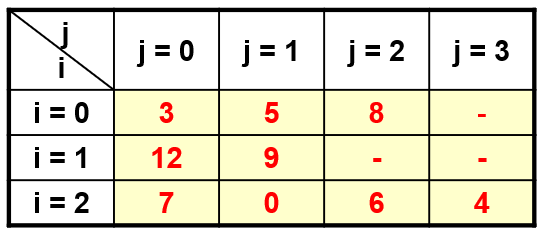 j
i j = 0 j = 1 j = 2 j = 3
i = 0 3 5 8 -
i = 1 12 9 - -
i = 2 7 0 6 4